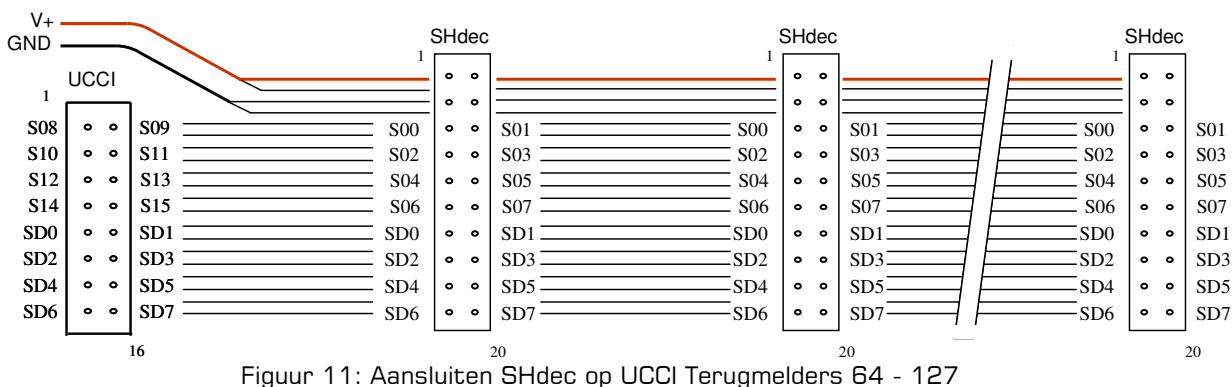 V+
GND
UCCI
SHdec
SHdec
SHdec
1
1
1
1
S08 S09 S00 S01 S00 S01 S00 S01
S10 S11 S02 S03 S02 S03 S02 S03
S12 S13 S04 S05 S04 S05 S04 S05
S14 S15 S06 S07 S06 S07 S06 S07
SD0 SD1 SD0 SD1 SD0 SD1 SD0 SD1
SD2 SD3 SD2 SD3 SD2 SD3 SD2 SD3
SD4 SD5 SD4 SD5 SD4 SD5 SD4 SD5
SD6 SD7 SD6 SD7 SD6 SD7 SD6 SD7
16 20 20 20
Figuur 11: Aansluiten SHdec op UCCI Terugmelders 64 - 127